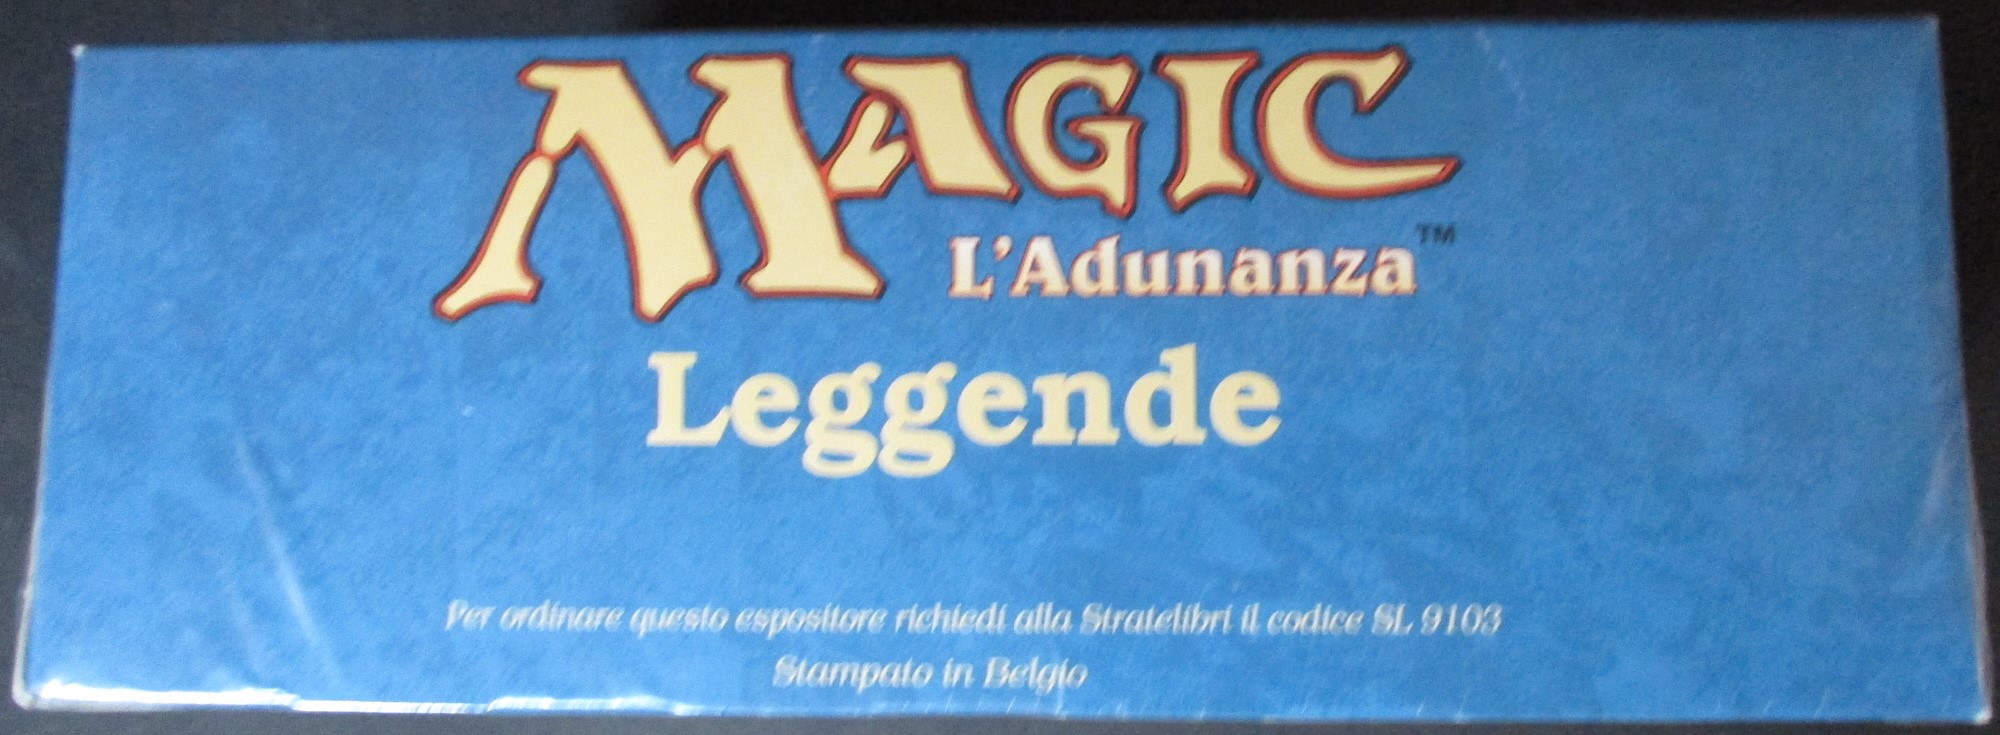 MAGIC
L'Adunanza™
Leggende
Per ordinare questo espositore richiedi alla Stratelibri il codice SL 9103
Stampato in Belgio